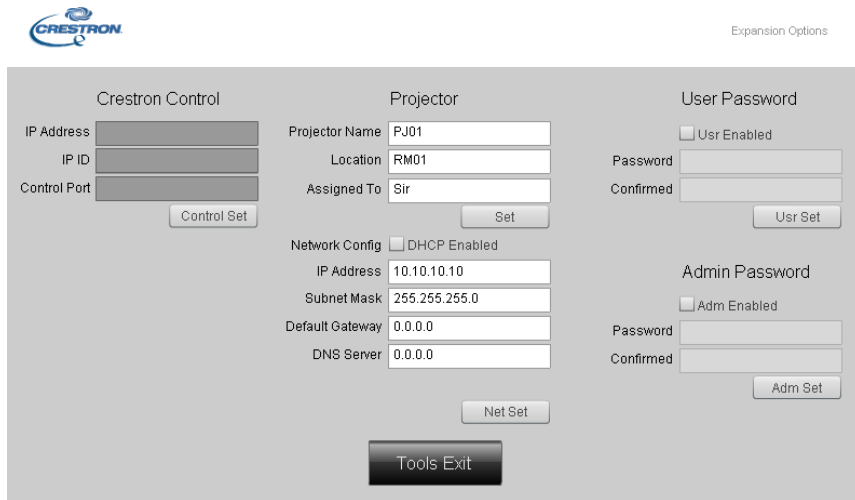 CRESTRON
Expansion Options
Crestron Control
IP Address
IP ID
Control Port
Control Set
Projector
Projector Name PJ01
Location RM01
Assigned To Sir
Set
Network Config DHCP Enabled
IP Address 10.10.10.10
Subnet Mask 255.255.255.0
Default Gateway 0.0.0.0
DNS Server 0.0.0.0
Net Set
User Password
Usr Enabled
Password
Confirmed
Usr Set
Admin Password
Adm Enabled
Password
Confirmed
Adm Set
Tools Exit